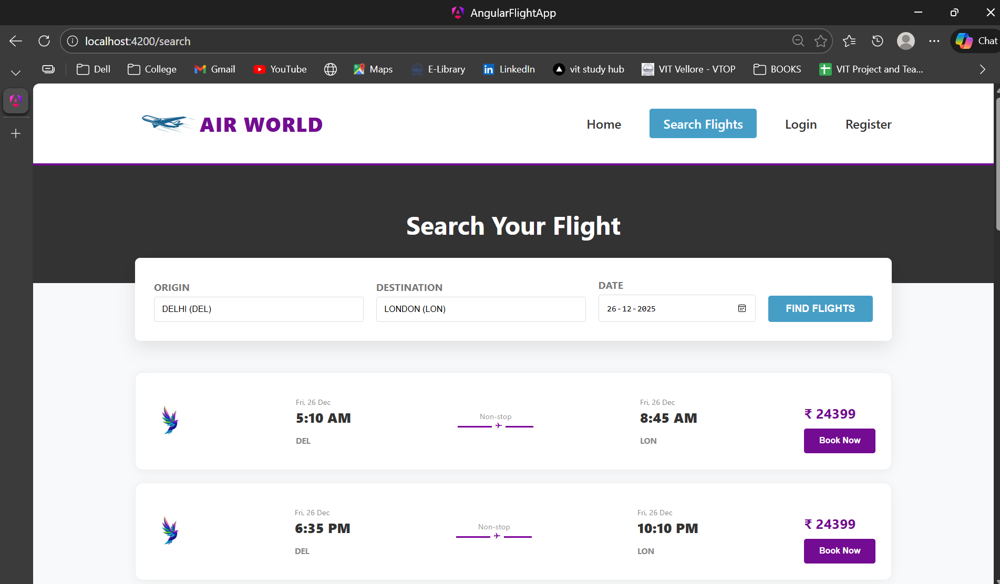 AngularFlightApp
localhost:4200/search
Chat
Dell
College
Gmail
YouTube
Maps
E-Library
LinkedIn
vit study hub
VIT Vellore - VTOP
BOOKS
VIT Project and Tea...
AIR WORLD
Home
Search Flights
Login
Register
Search Your Flight
ORIGIN
DESTINATION
DATE
DELHI (DEL)
LONDON (LON)
26-12-2025
FIND FLIGHTS
Fri, 26 Dec
5:10 AM
DEL
Non-stop
Fri, 26 Dec
8:45 AM
LON
₹ 24399
Book Now
Fri, 26 Dec
6:35 PM
DEL
Non-stop
Fri, 26 Dec
10:10 PM
LON
₹ 24399
Book Now